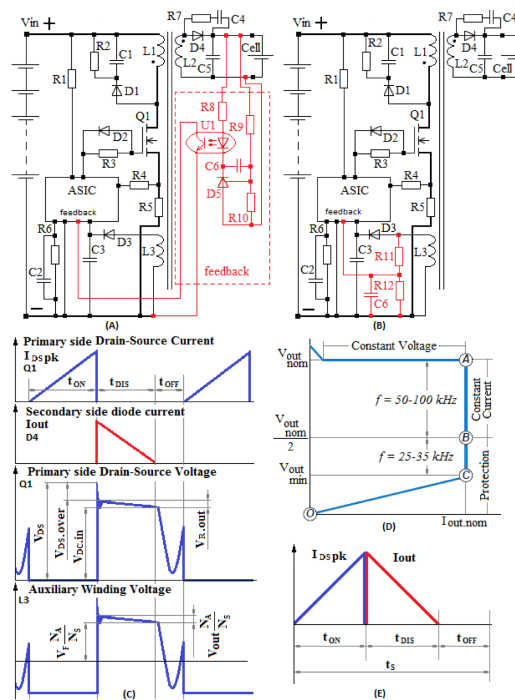 Vin +
R1
R2
C1
D1
L1
L2
R7
C4
D4
C5
Cell
Q1
D2
R3
ASIC
feedback
R4
R5
R6
C2
C3
D3
L3
R8
U1
R9
C6
D5
R10
feedback
(A)
Vin +
R1
R2
C1
D1
L1
L2
R7
C4
D4
C5
Cell
Q1
D2
R3
ASIC
feedback
R4
R5
R6
C2
C3
D3
L3
R11
R12
C6
(B)
Primary side Drain-Source Current
IDSpk
Q1
tON
tDIS
tOFF
Secondary side diode current
Iout
D4
Primary side Drain-Source Voltage
Q1
VDS
VDS.over
VDC.in
VR.out
Auxiliary Winding Voltage
L3
VF NA/NS
Vout NA/NS
(C)
Constant Voltage
Vout nom
A
f = 50-100 kHz
Constant Current
Vout nom/2
B
f = 25-35 kHz
Vout min
C
Protection
O
(D)
Iout.nom
IDSpk
Iout
tON
tDIS
tOFF
tS
(E)